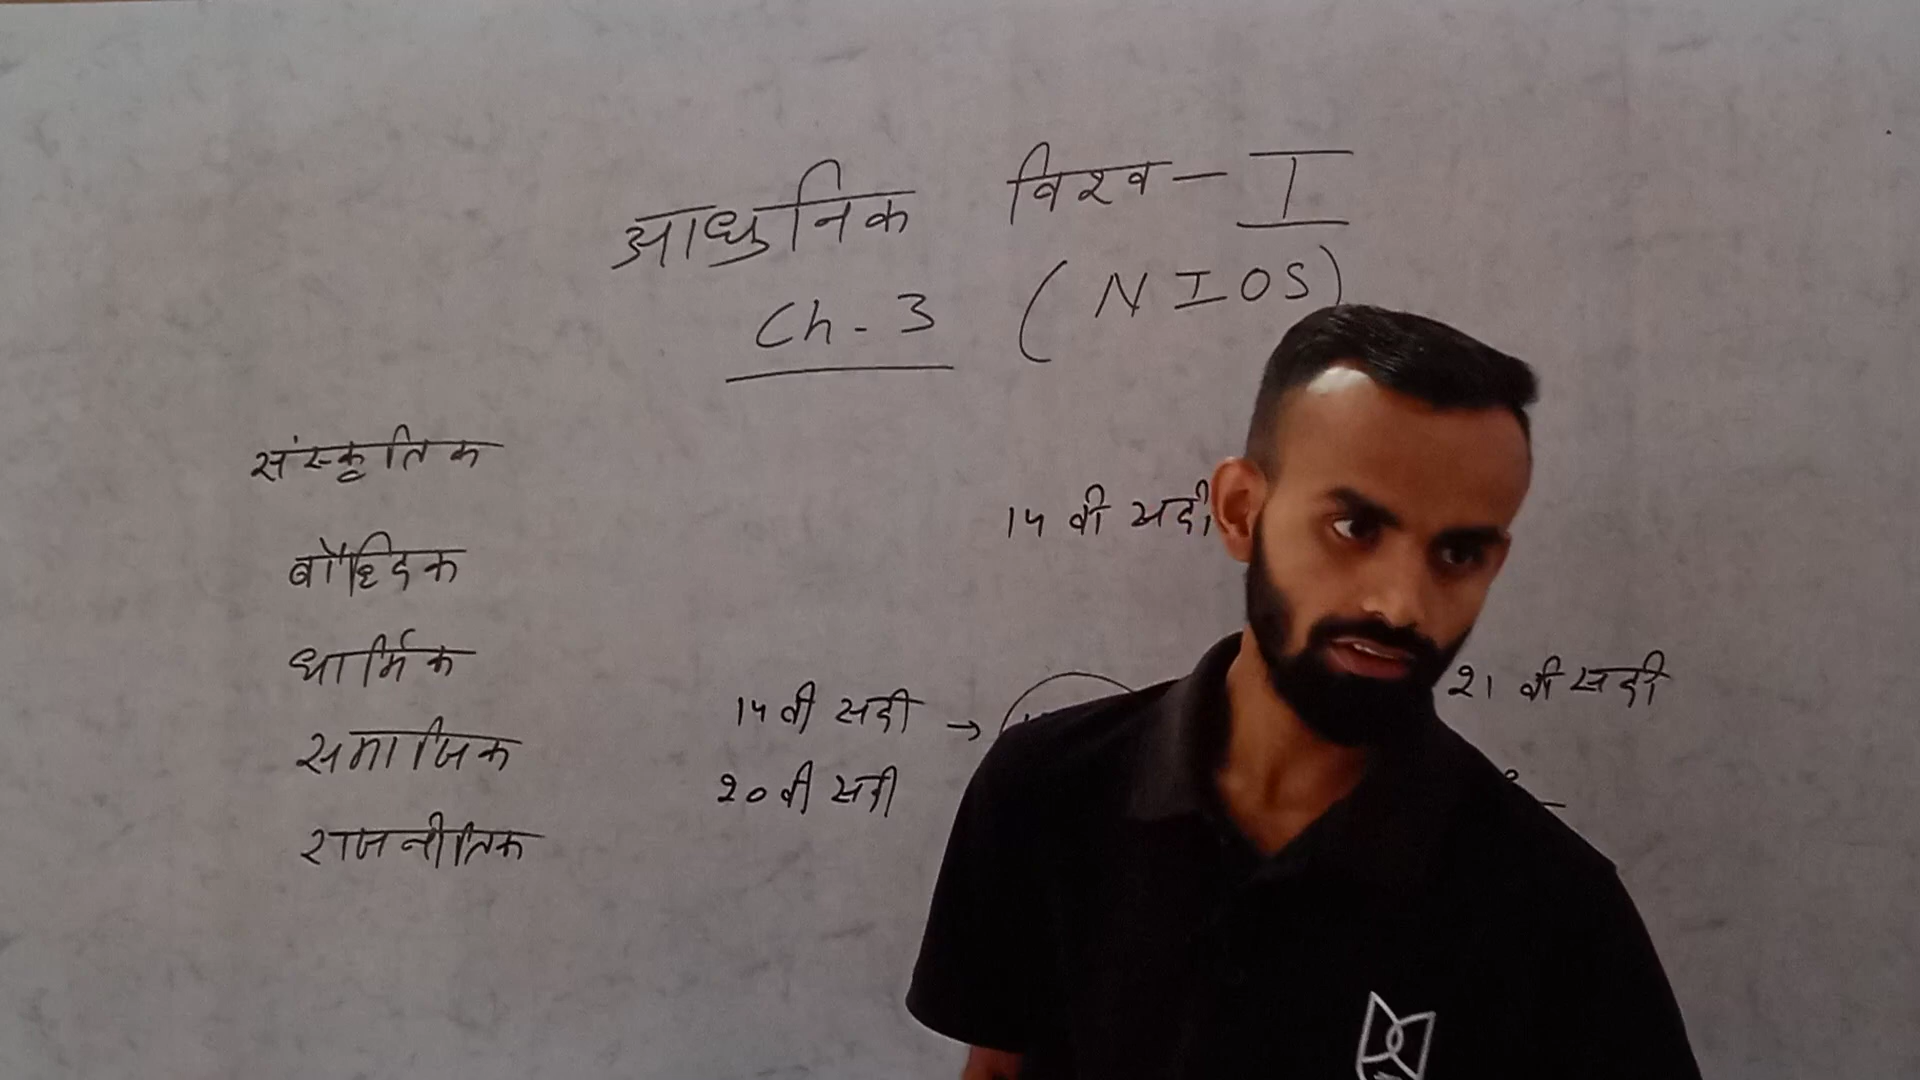 आधुनिक विश्व - I
Ch - 3 (NIOS)
संस्कृतिक
बौद्दिक
धार्मिक
समाजिक
राजनीतिक
14 वी सदी
14 वी सदी →
20 वी सदी
21 वी सदी